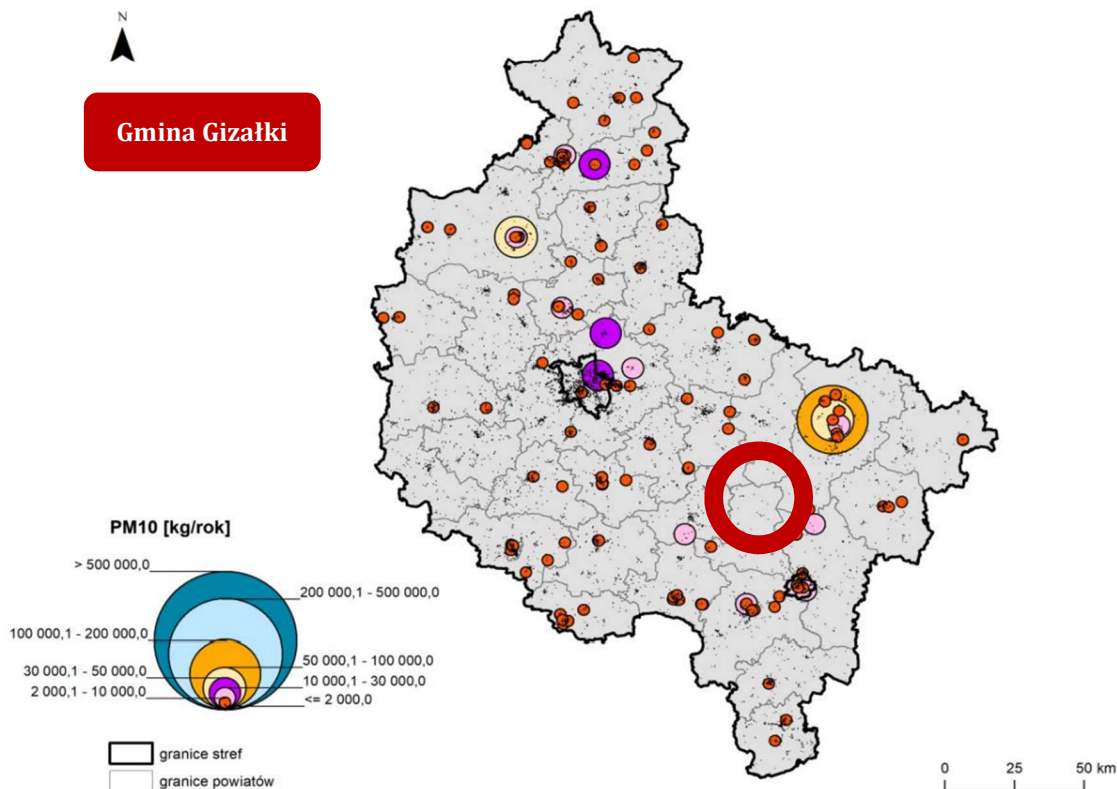 N
Gmina Gizałki
PM10 [kg/rok]
> 500 000,0
200 000,1 - 500 000,0
100 000,1 - 200 000,0
50 000,1 - 100 000,0
30 000,1 - 50 000,0
10 000,1 - 30 000,0
2 000,1 - 10 000,0
<= 2 000,0
granice stref
granice powiatów
0 25 50 km